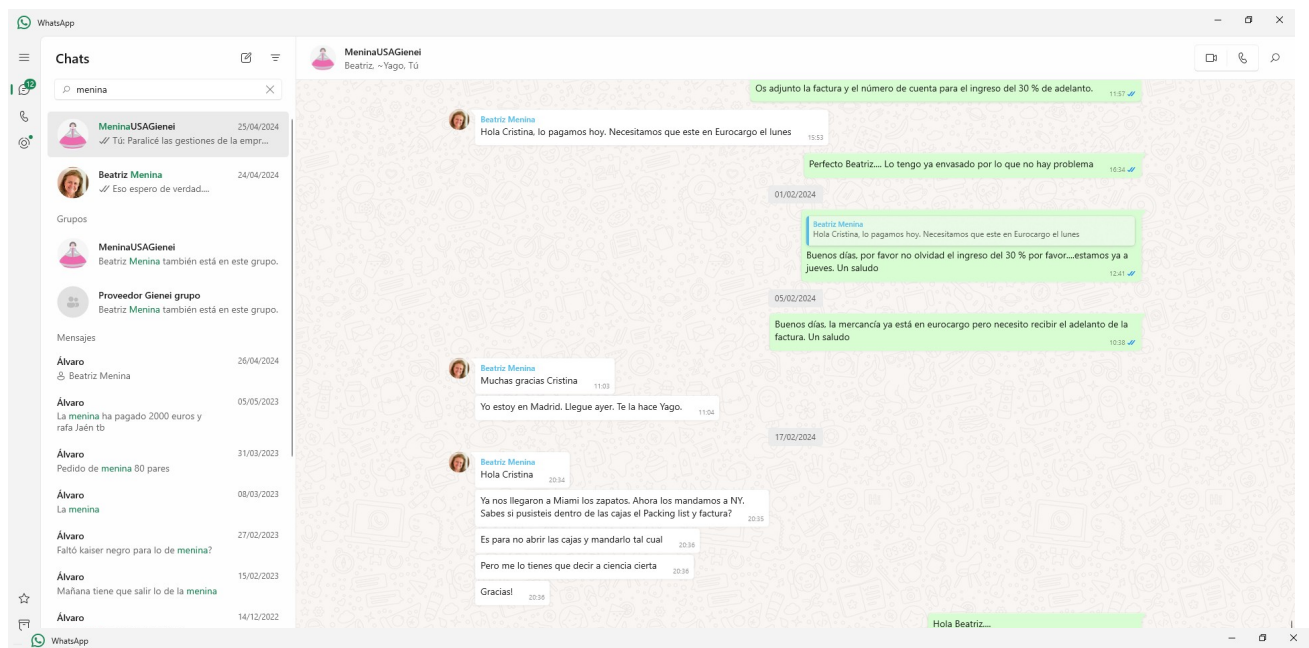 WhatsApp
Chats
menina
12
MeninaUSAGienei
25/04/2024
Tú: Paralicé las gestiones de la empr...
Beatriz Menina
24/04/2024
Eso espero de verdad....
Grupos
MeninaUSAGienei
Beatriz Menina también está en este grupo.
Proveedor Gienei grupo
Beatriz Menina también está en este grupo.
Mensajes
Álvaro
26/04/2024
Beatriz Menina
Álvaro
05/05/2023
La menina ha pagado 2000 euros y
rafa Jaén tb
Álvaro
31/03/2023
Pedido de menina 80 pares
Álvaro
08/03/2023
La menina
Álvaro
27/02/2023
Faltó kaiser negro para lo de menina?
Álvaro
15/02/2023
Mañana tiene que salir lo de la menina
Álvaro
14/12/2022
MeninaUSAGienei
Beatriz, ~Yago, Tú
Os adjunto la factura y el número de cuenta para el ingreso del 30 % de adelanto.
11:57
Beatriz Menina
Hola Cristina, lo pagamos hoy. Necesitamos que este en Eurocargo el lunes
15:53
Perfecto Beatriz.... Lo tengo ya envasado por lo que no hay problema
16:34
01/02/2024
Beatriz Menina
Hola Cristina, lo pagamos hoy. Necesitamos que este en Eurocargo el lunes
Buenos días, por favor no olvidad el ingreso del 30 % por favor....estamos ya a
jueves. Un saludo
12:41
05/02/2024
Buenos días, la mercancía ya está en eurocargo pero necesito recibir el adelanto de la
factura. Un saludo
10:38
Beatriz Menina
Muchas gracias Cristina
11:03
Yo estoy en Madrid. Llegue ayer. Te la hace Yago.
11:04
17/02/2024
Beatriz Menina
Hola Cristina
20:34
Ya nos llegaron a Miami los zapatos. Ahora los mandamos a NY.
Sabes si pusisteis dentro de las cajas el Packing list y factura?
20:35
Es para no abrir las cajas y mandarlo tal cual
20:36
Pero me lo tienes que decir a ciencia cierta
20:36
Gracias!
20:36
Hola Beatriz....
WhatsApp